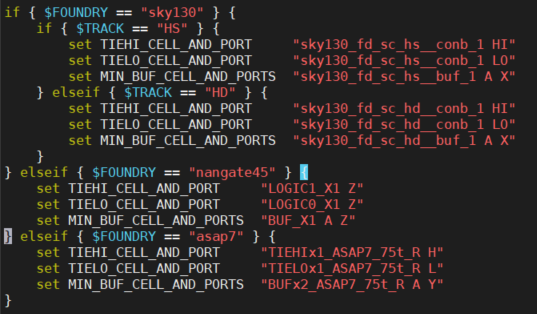 if { $FOUNDRY == "sky130" } {
    if { $TRACK == "HS" } {
        set TIEHI_CELL_AND_PORT     "sky130_fd_sc_hs__conb_1 HI"
        set TIELO_CELL_AND_PORT     "sky130_fd_sc_hs__conb_1 LO"
        set MIN_BUF_CELL_AND_PORTS  "sky130_fd_sc_hs__buf_1 A X"
    } elseif { $TRACK == "HD" } {
        set TIEHI_CELL_AND_PORT     "sky130_fd_sc_hd__conb_1 HI"
        set TIELO_CELL_AND_PORT     "sky130_fd_sc_hd__conb_1 LO"
        set MIN_BUF_CELL_AND_PORTS  "sky130_fd_sc_hd__buf_1 A X"
    }
} elseif { $FOUNDRY == "nangate45" } {
    set TIEHI_CELL_AND_PORT     "LOGIC1_X1 Z"
    set TIELO_CELL_AND_PORT     "LOGIC0_X1 Z"
    set MIN_BUF_CELL_AND_PORTS  "BUF_X1 A Z"
} elseif { $FOUNDRY == "asap7" } {
    set TIEHI_CELL_AND_PORT     "TIEHIx1_ASAP7_75t_R H"
    set TIELO_CELL_AND_PORT     "TIELOx1_ASAP7_75t_R L"
    set MIN_BUF_CELL_AND_PORTS  "BUFx2_ASAP7_75t_R A Y"
}